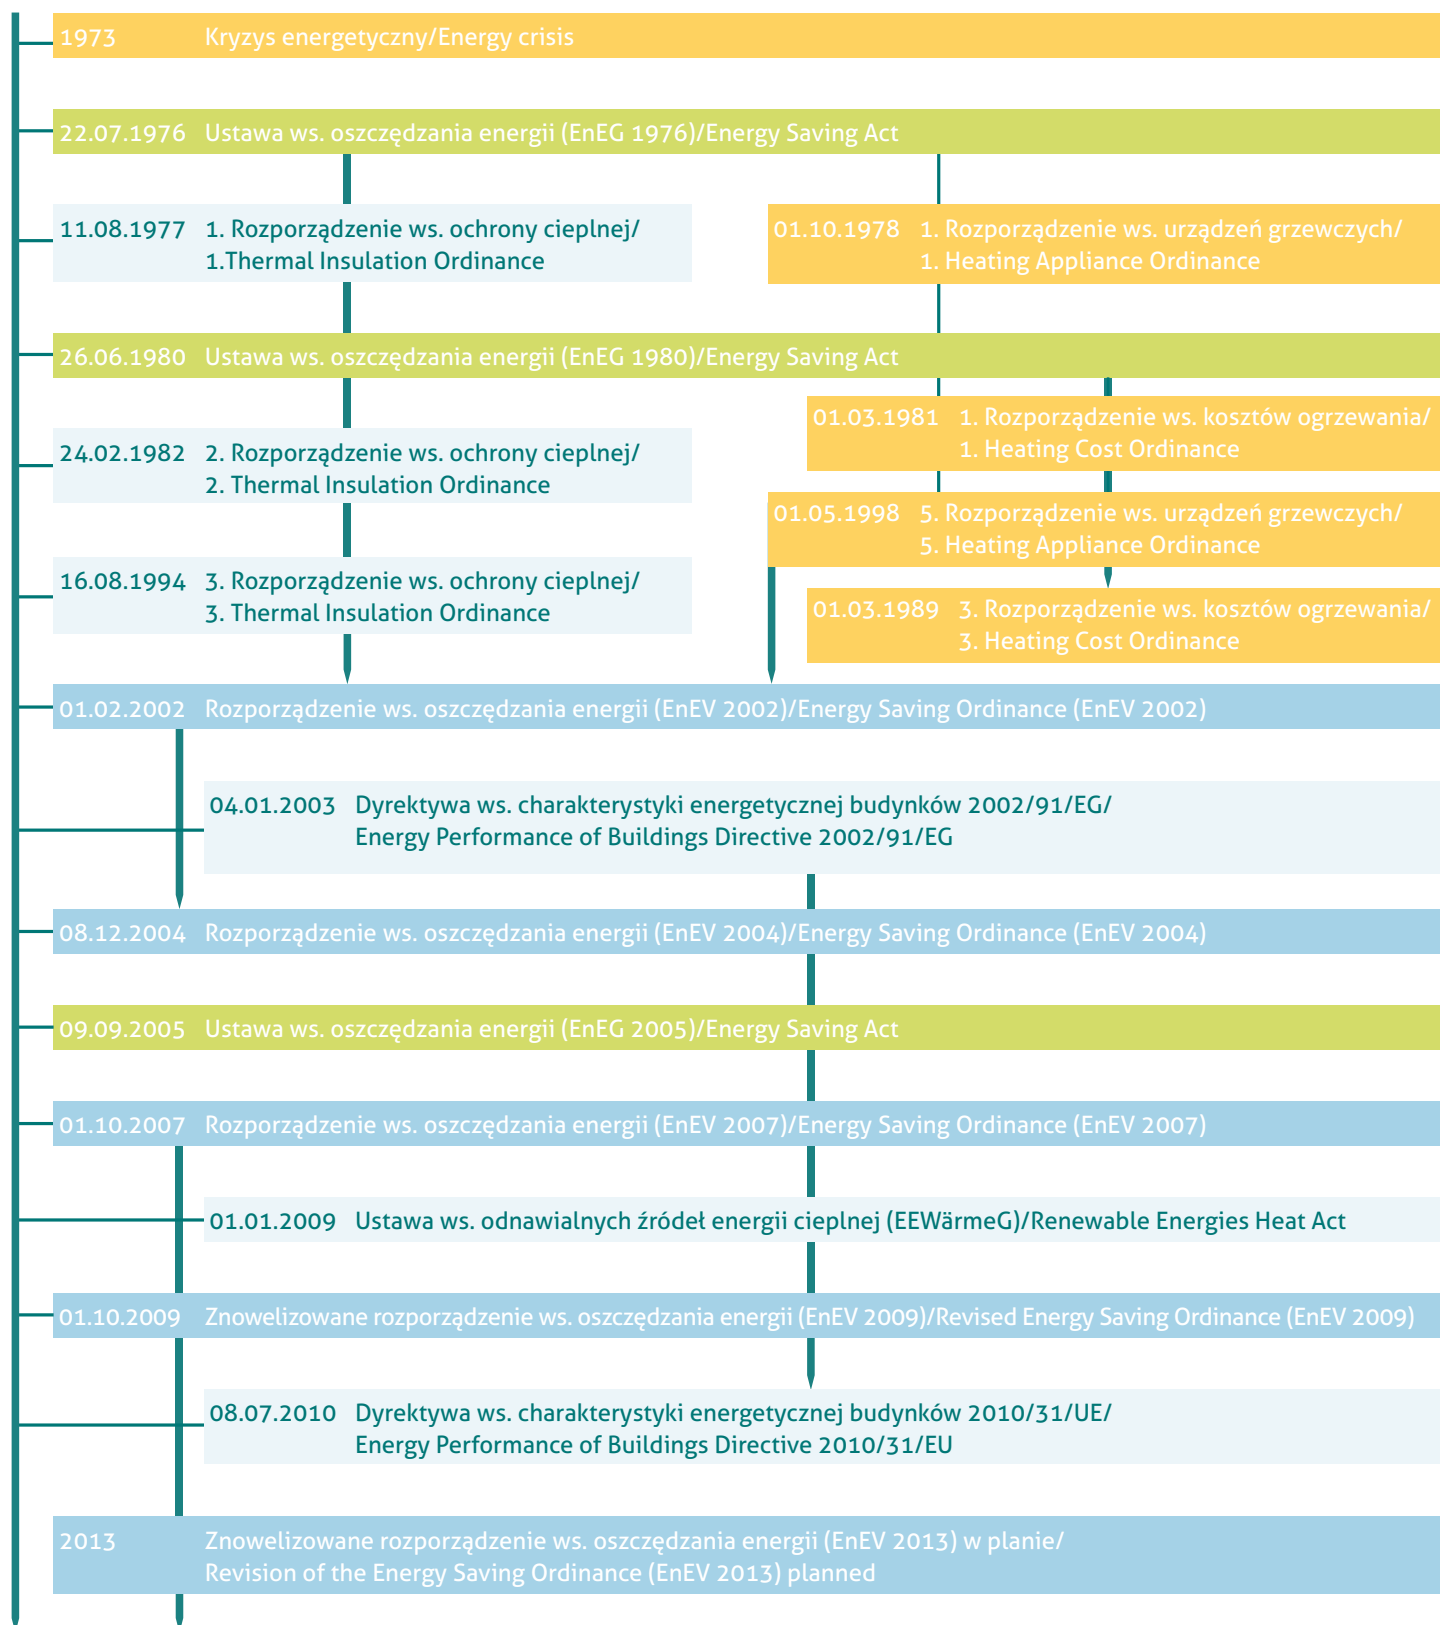 1973 Kryzys energetyczny/Energy crisis
22.07.1976 Ustawa ws. oszczędzania energii (EnEG 1976)/Energy Saving Act
11.08.1977 1. Rozporządzenie ws. ochrony cieplnej/
1.Thermal Insulation Ordinance
01.10.1978 1. Rozporządzenie ws. urządzeń grzewczych/
1. Heating Appliance Ordinance
26.06.1980 Ustawa ws. oszczędzania energii (EnEG 1980)/Energy Saving Act
01.03.1981 1. Rozporządzenie ws. kosztów ogrzewania/
1. Heating Cost Ordinance
24.02.1982 2. Rozporządzenie ws. ochrony cieplnej/
2. Thermal Insulation Ordinance
01.05.1998 5. Rozporządzenie ws. urządzeń grzewczych/
5. Heating Appliance Ordinance
16.08.1994 3. Rozporządzenie ws. ochrony cieplnej/
3. Thermal Insulation Ordinance
01.03.1989 3. Rozporządzenie ws. kosztów ogrzewania/
3. Heating Cost Ordinance
01.02.2002 Rozporządzenie ws. oszczędzania energii (EnEV 2002)/Energy Saving Ordinance (EnEV 2002)
04.01.2003 Dyrektywa ws. charakterystyki energetycznej budynków 2002/91/EG/
Energy Performance of Buildings Directive 2002/91/EG
08.12.2004 Rozporządzenie ws. oszczędzania energii (EnEV 2004)/Energy Saving Ordinance (EnEV 2004)
09.09.2005 Ustawa ws. oszczędzania energii (EnEG 2005)/Energy Saving Act
01.10.2007 Rozporządzenie ws. oszczędzania energii (EnEV 2007)/Energy Saving Ordinance (EnEV 2007)
01.01.2009 Ustawa ws. odnawialnych źródeł energii cieplnej (EEWärmeG)/Renewable Energies Heat Act
01.10.2009 Znowelizowane rozporządzenie ws. oszczędzania energii (EnEV 2009)/Revised Energy Saving Ordinance (EnEV 2009)
08.07.2010 Dyrektywa ws. charakterystyki energetycznej budynków 2010/31/UE/
Energy Performance of Buildings Directive 2010/31/EU
2013 Znowelizowane rozporządzenie ws. oszczędzania energii (EnEV 2013) w planie/
Revision of the Energy Saving Ordinance (EnEV 2013) planned